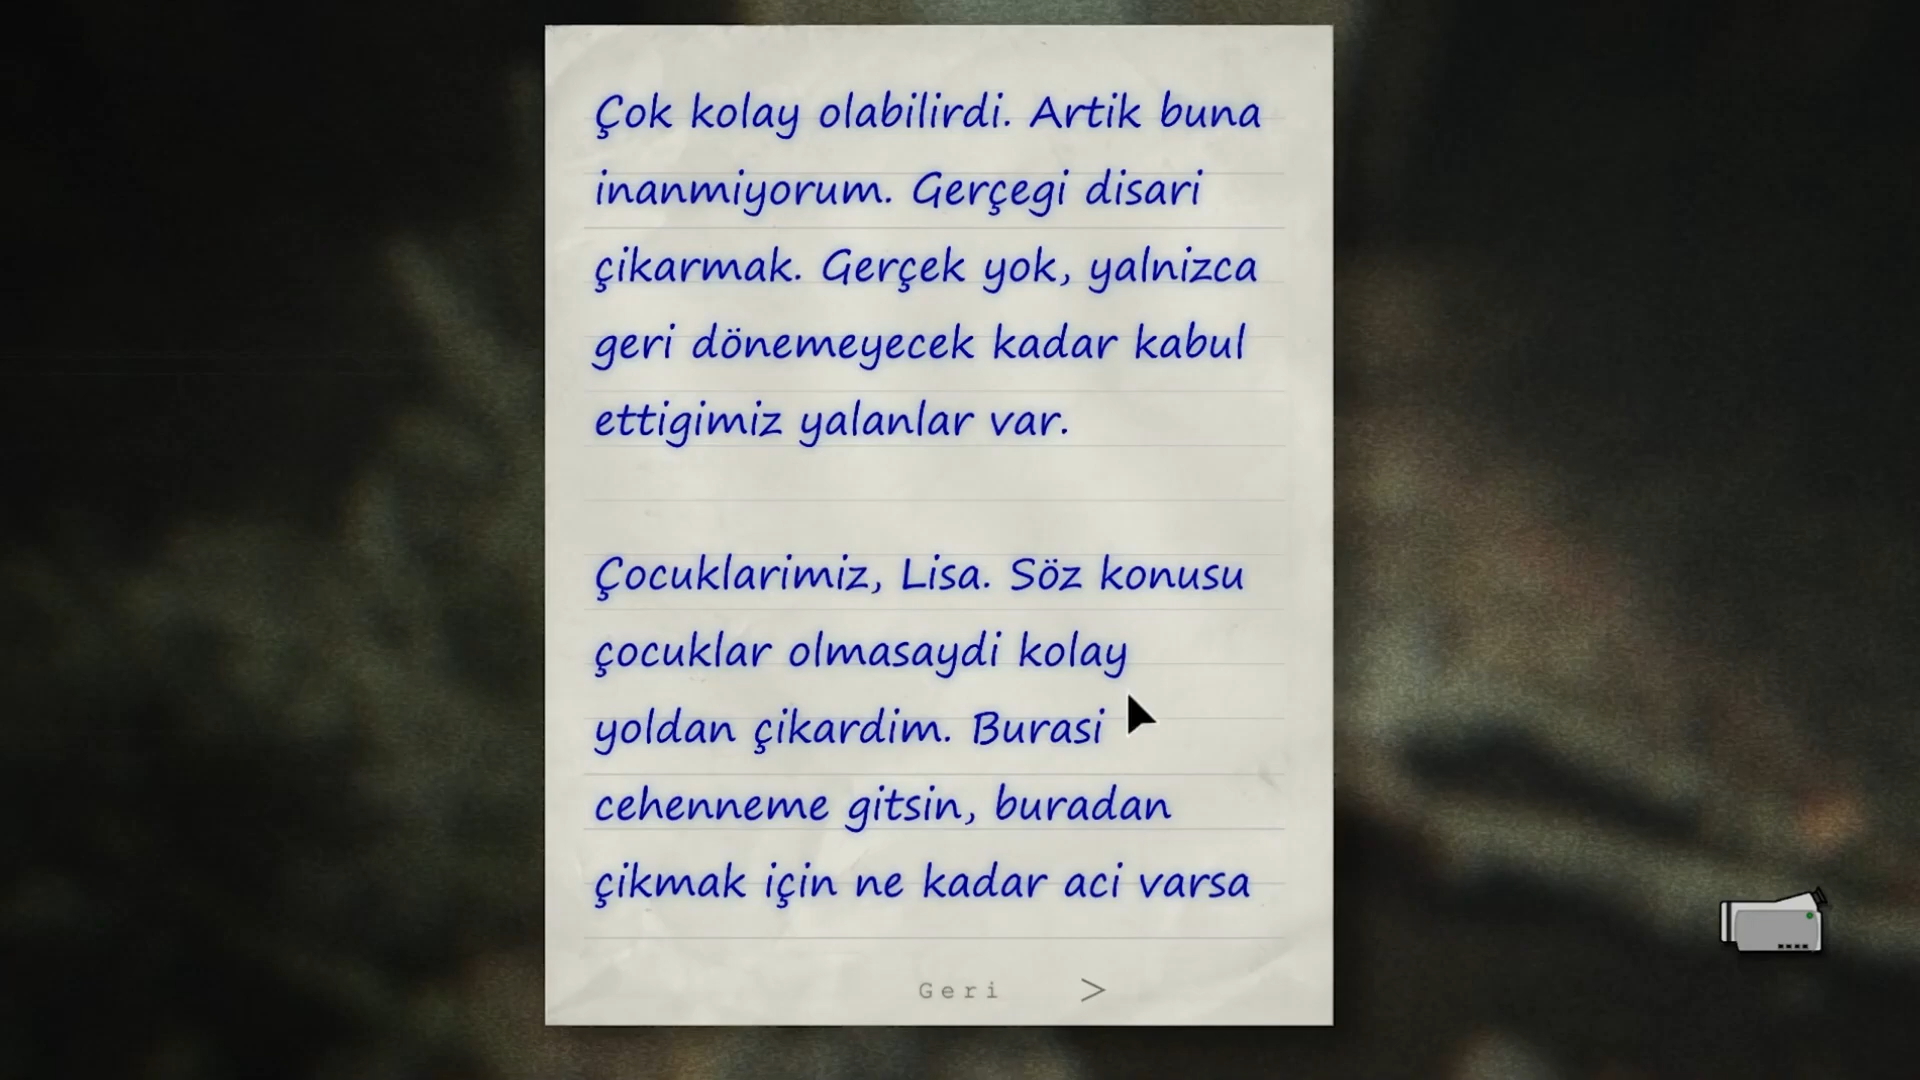 Çok kolay olabilirdi. Artik buna
inanmiyorum. Gerçegi disari
çikarmak. Gerçek yok, yalnizca
geri dönemeyecek kadar kabul
ettigimiz yalanlar var.
Çocuklarimiz, Lisa. Söz konusu
çocuklar olmasaydi kolay
yoldan çikardim. Burasi
cehenneme gitsin, buradan
çikmak için ne kadar aci varsa
Geri >